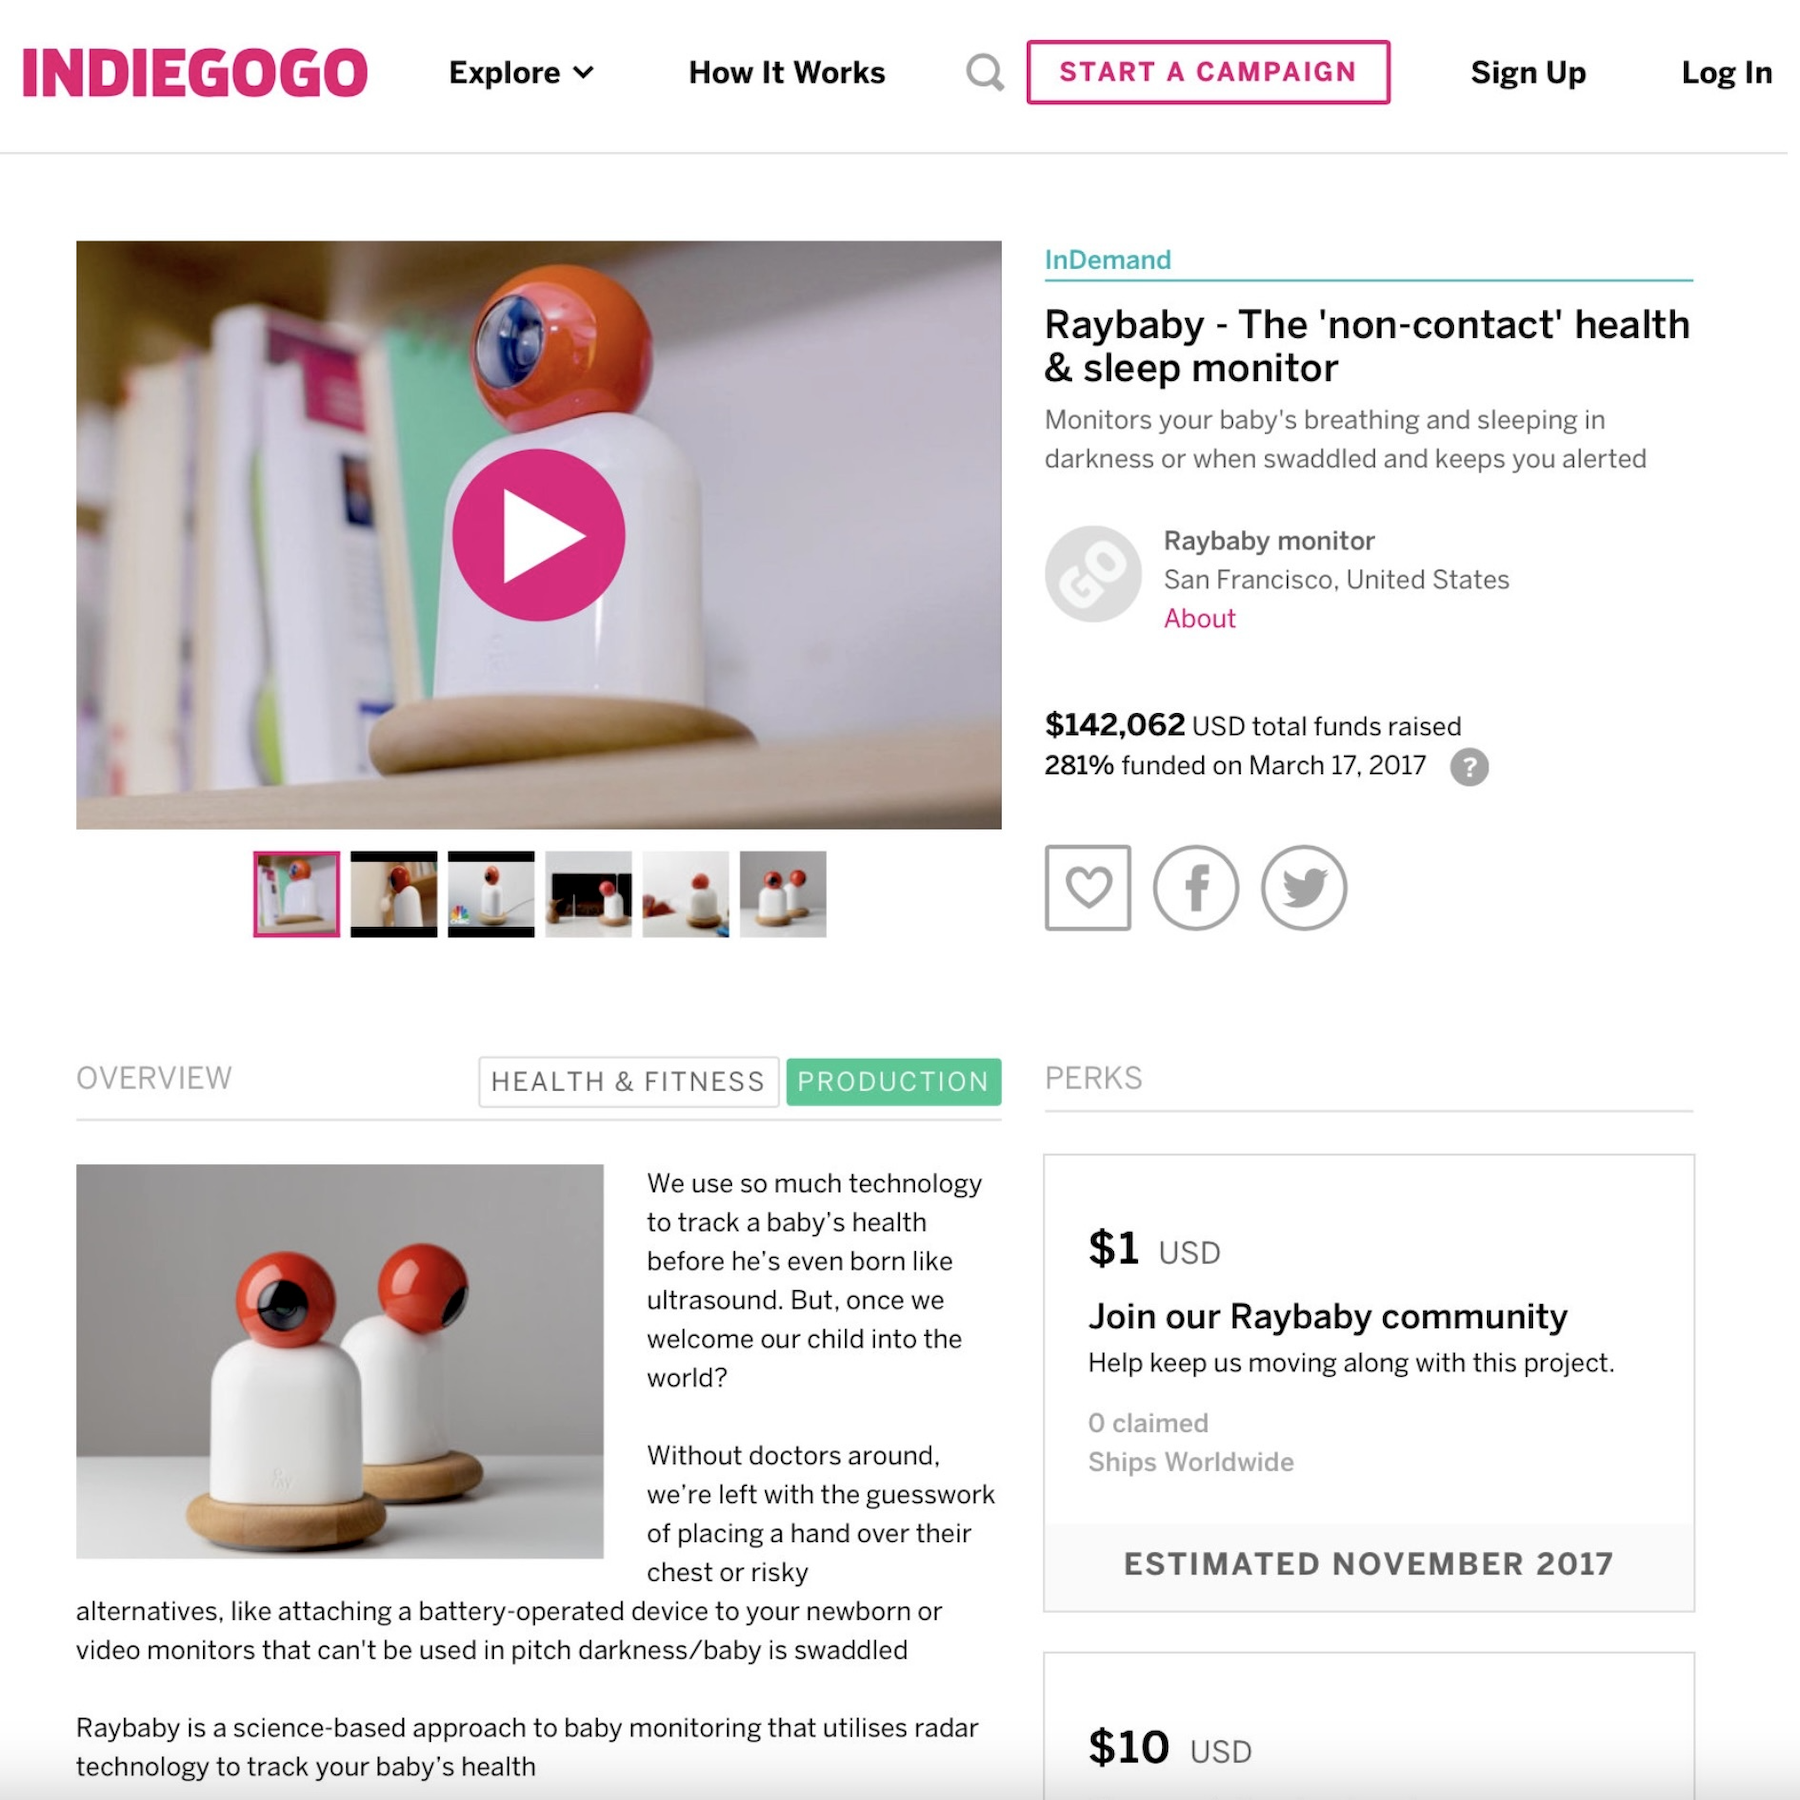 INDIEGOGO
Explore
How It Works
START A CAMPAIGN
Sign Up
Log In
InDemand
Raybaby - The 'non-contact' health
& sleep monitor
Monitors your baby's breathing and sleeping in
darkness or when swaddled and keeps you alerted
GO
Raybaby monitor
San Francisco, United States
About
$142,062 USD total funds raised
281% funded on March 17, 2017 ?
OVERVIEW
HEALTH & FITNESS
PRODUCTION
We use so much technology
to track a baby’s health
before he’s even born like
ultrasound. But, once we
welcome our child into the
world?
Without doctors around,
we’re left with the guesswork
of placing a hand over their
chest or risky
alternatives, like attaching a battery-operated device to your newborn or
video monitors that can't be used in pitch darkness/baby is swaddled
Raybaby is a science-based approach to baby monitoring that utilises radar
technology to track your baby’s health
PERKS
$1 USD
Join our Raybaby community
Help keep us moving along with this project.
0 claimed
Ships Worldwide
ESTIMATED NOVEMBER 2017
$10 USD